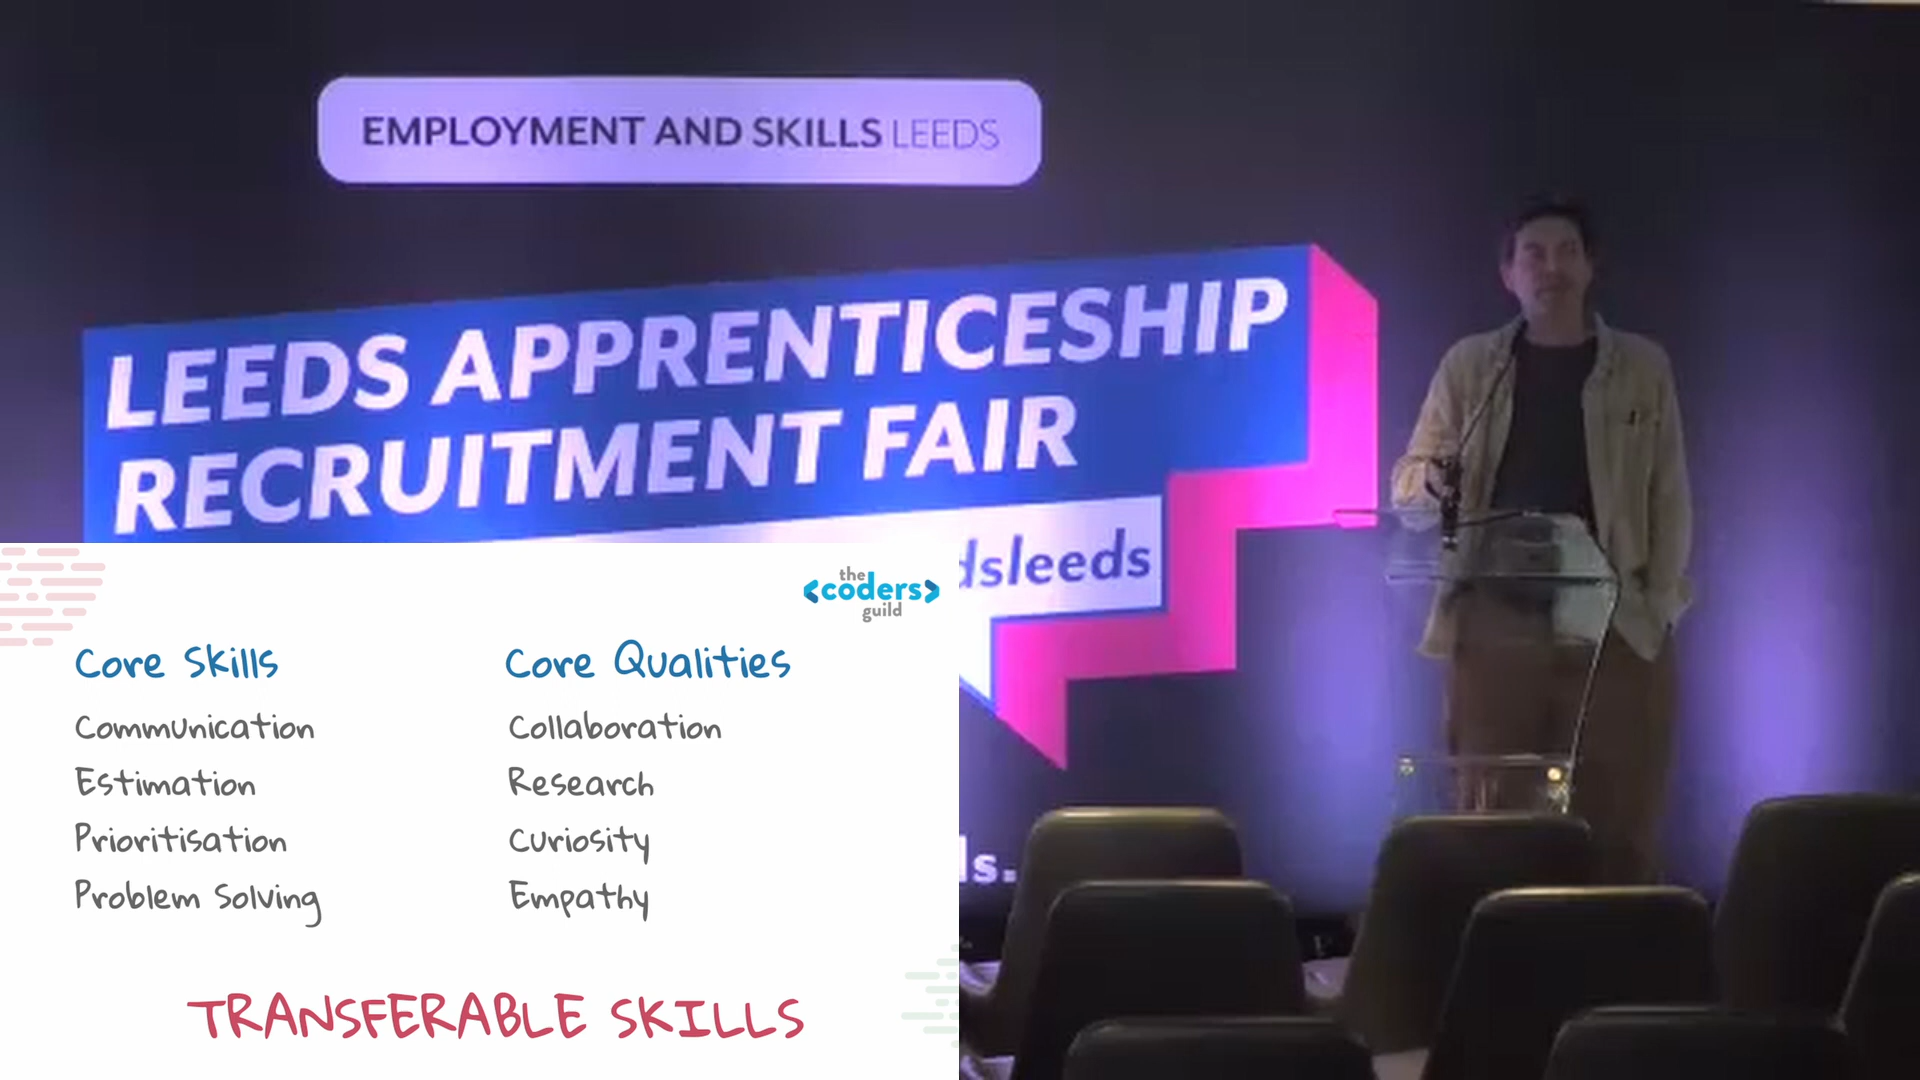 EMPLOYMENT AND SKILLS LEEDS
LEEDS APPRENTICESHIP
RECRUITMENT FAIR
dsleeds
the
<coders>
guild
Core Skills
Core Qualities
Communication
Collaboration
Estimation
Research
Prioritisation
Curiosity
Problem Solving
Empathy
TRANSFERABLE SKILLS
ls.